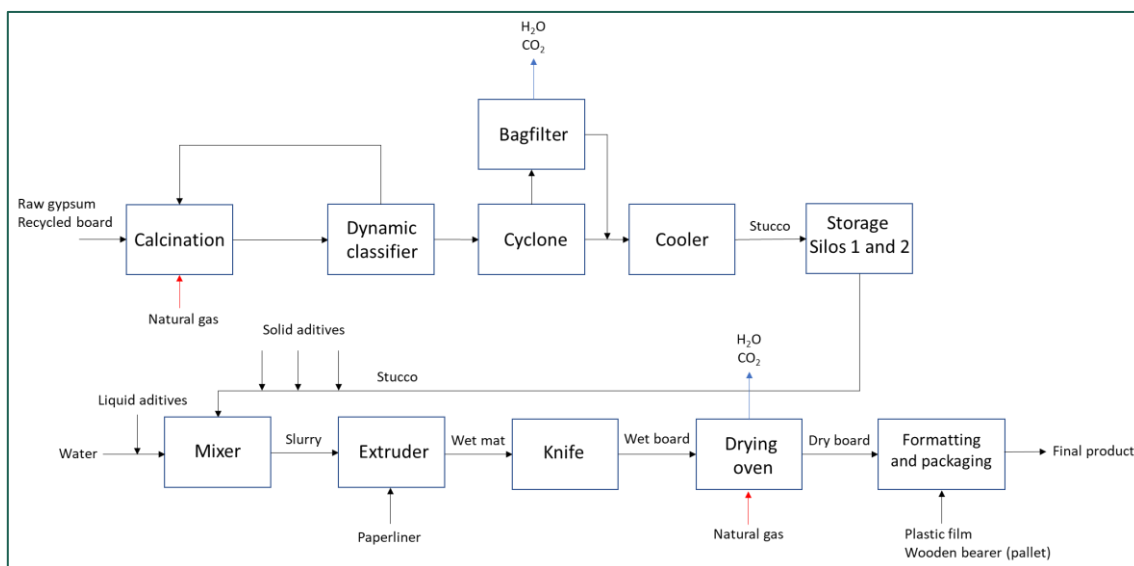 H₂O
CO₂
Bagfilter
Raw gypsum
Recycled board
Calcination
Dynamic
classifier
Cyclone
Cooler
Stucco
Storage
Silos 1 and 2
Natural gas
Solid aditives
H₂O
CO₂
Stucco
Liquid aditives
Water
Mixer
Slurry
Extruder
Wet mat
Knife
Wet board
Drying
oven
Dry board
Formatting
and packaging
Final product
Paperliner
Natural gas
Plastic film
Wooden bearer (pallet)